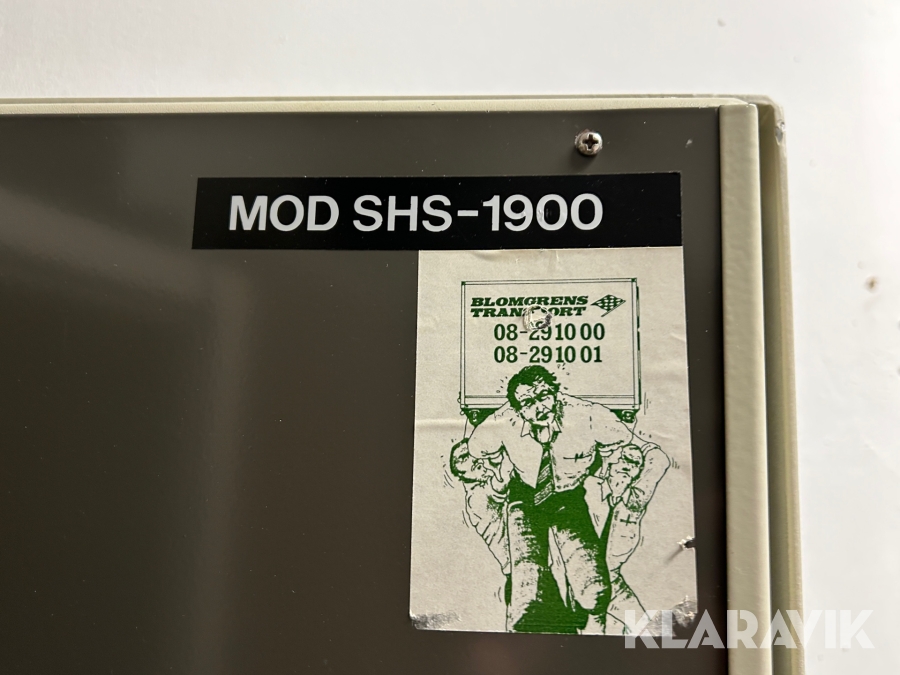 MOD SHS-1900
BLOMGRENS
TRANSPORT
08-29 10 00
08-29 10 01
KLARAVIK